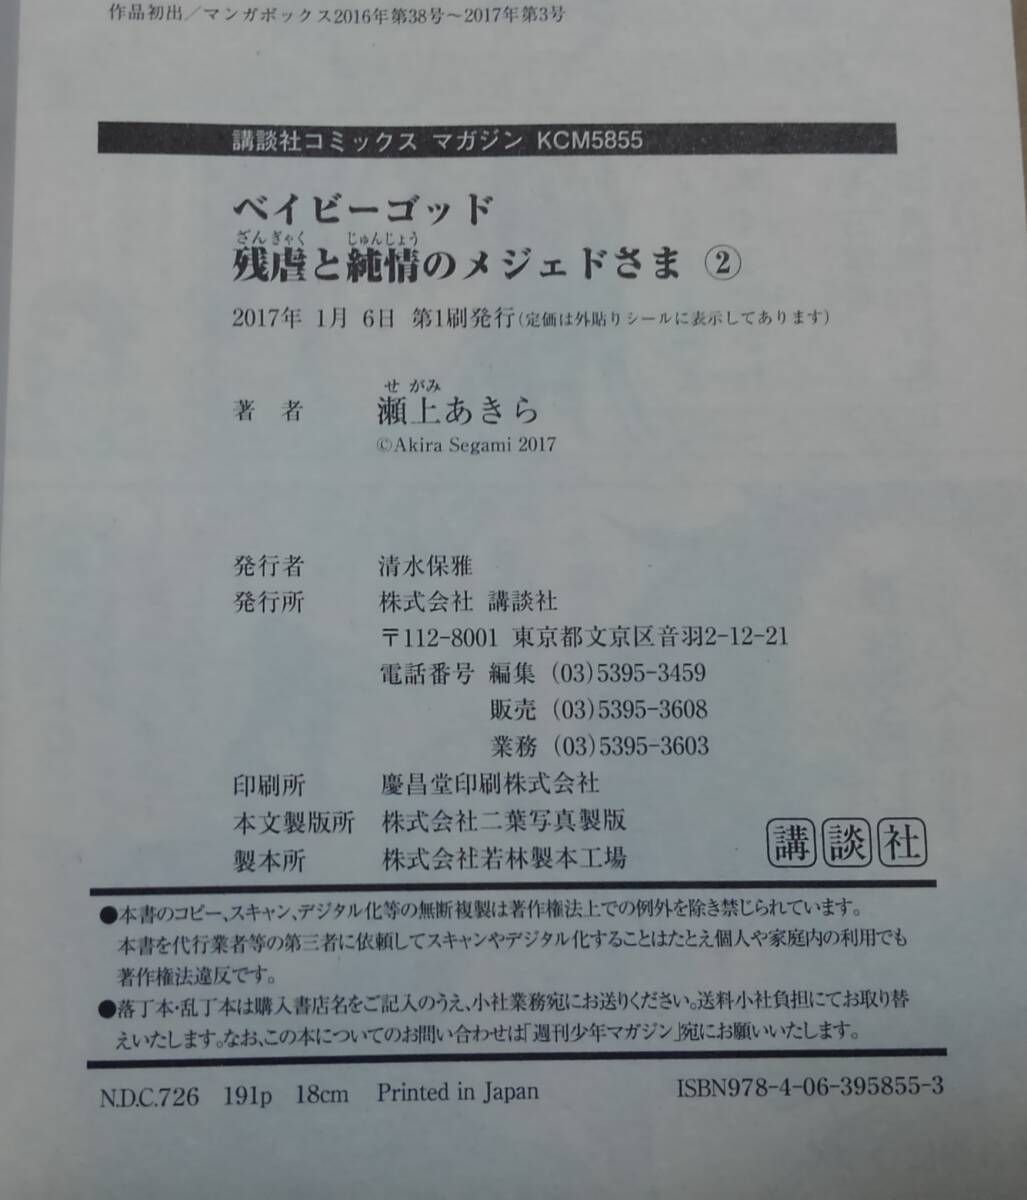 作品初出/マンガボックス2016年第38号〜2017年第3号
講談社コミックス マガジン KCM5855
ベイビーゴッド
ざんぎゃく じゅんじょう
残虐と純情のメジェドさま ②
2017年 1月 6日 第1刷発行(定価は外貼りシールに表示してあります)
せ がみ
著 者 瀬上あきら
©Akira Segami 2017
発行者 清水保雅
発行所 株式会社 講談社
〒112-8001 東京都文京区音羽2-12-21
電話番号 編集 (03)5395-3459
販売 (03)5395-3608
業務 (03)5395-3603
印刷所 慶昌堂印刷株式会社
本文製版所 株式会社二葉写真製版
製本所 株式会社若林製本工場
講談社
●本書のコピー、スキャン、デジタル化等の無断複製は著作権法上での例外を除き禁じられています。
本書を代行業者等の第三者に依頼してスキャンやデジタル化することはたとえ個人や家庭内の利用でも
著作権法違反です。
●落丁本・乱丁本は購入書店名をご記入のうえ、小社業務宛にお送りください。送料小社負担にてお取り替
えいたします。なお、この本についてのお問い合わせは「週刊少年マガジン」宛にお願いいたします。
N.D.C.726 191p 18cm Printed in Japan ISBN978-4-06-395855-3